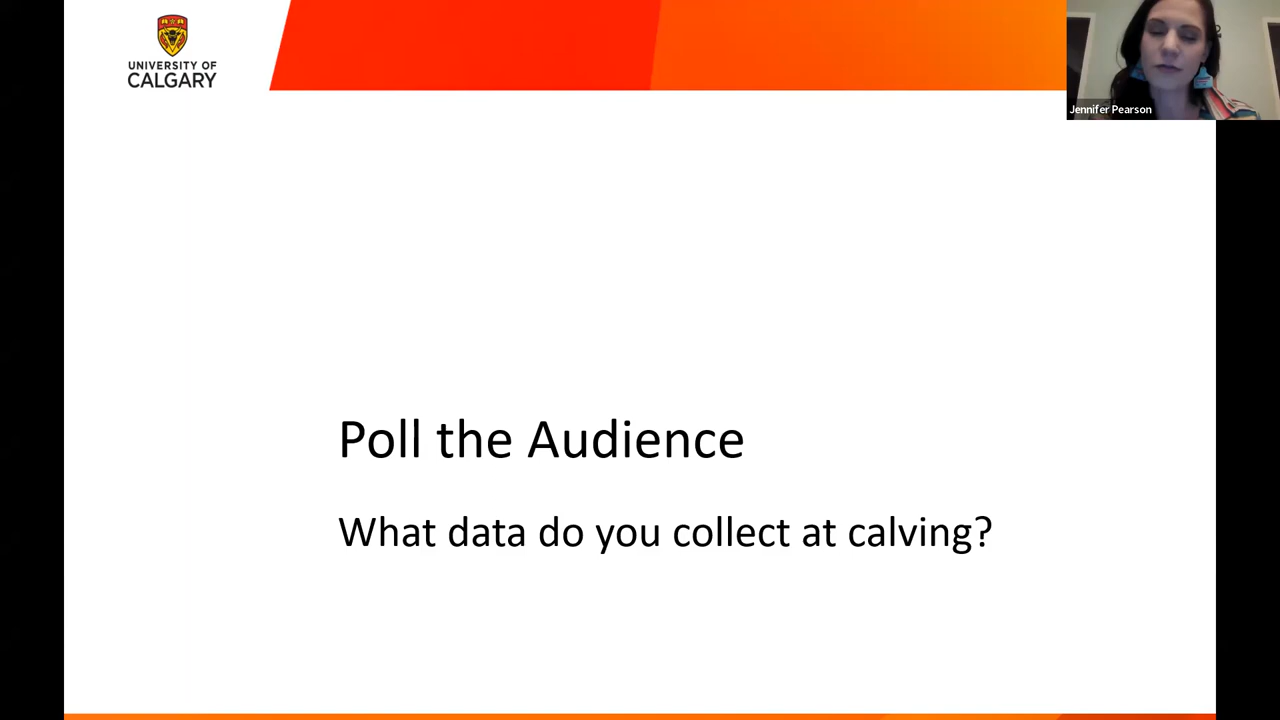 UNIVERSITY OF
CALGARY
Jennifer Pearson
Poll the Audience
What data do you collect at calving?